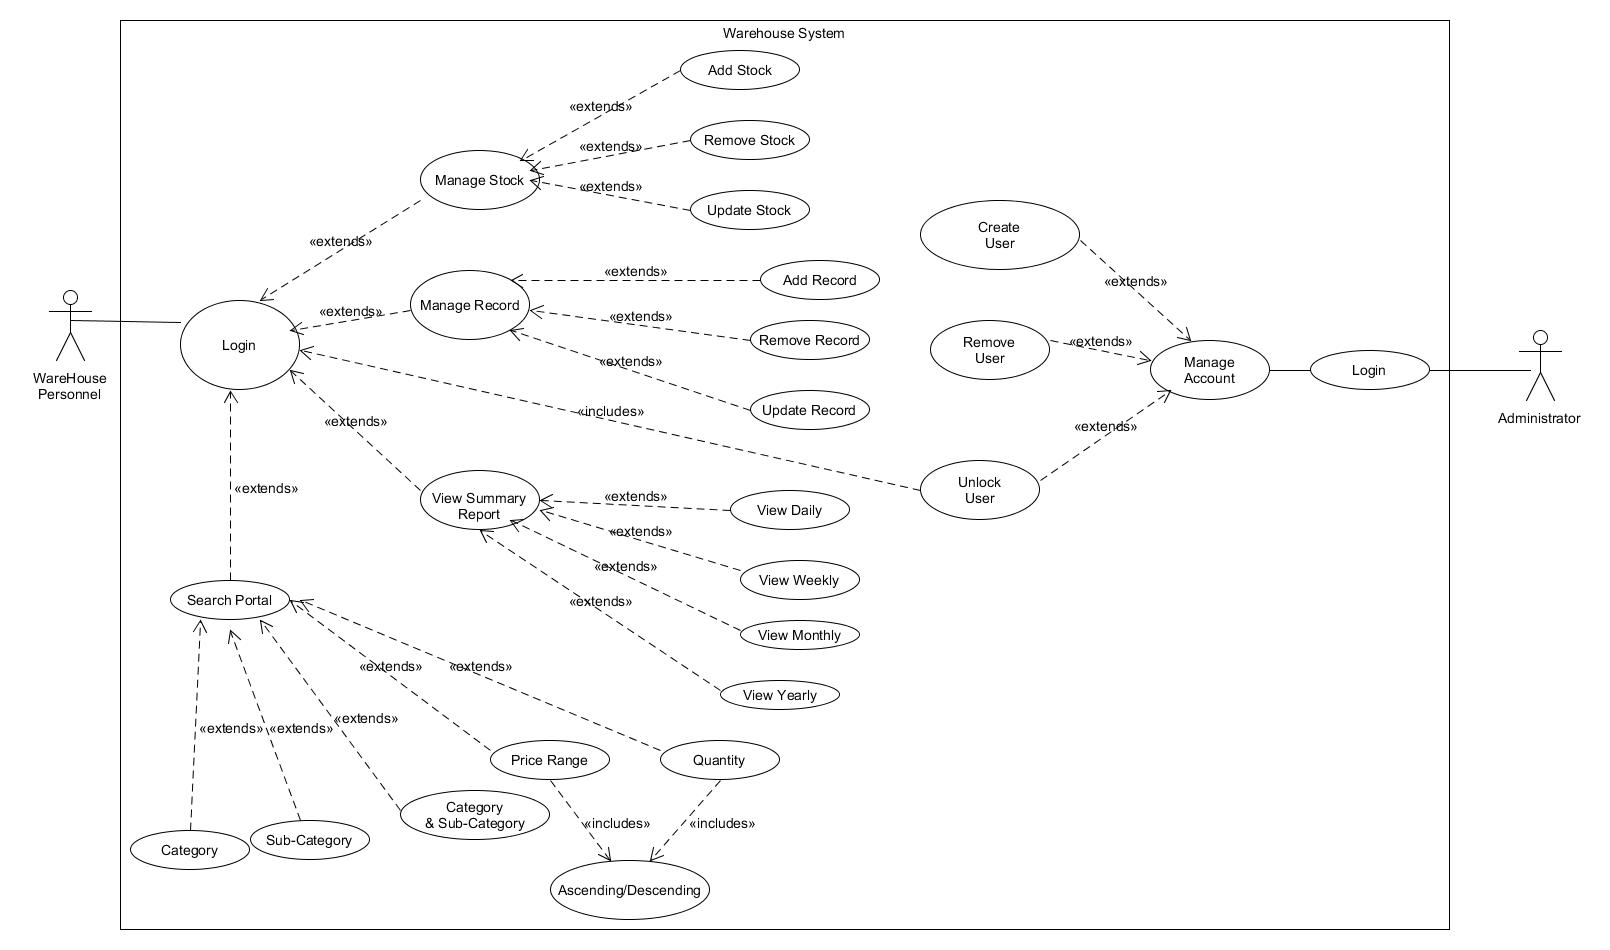 Warehouse System
Add Stock
«extends»
Remove Stock
«extends»
Manage Stock
«extends»
Update Stock
Create
User
«extends»
«extends»
Add Record
«extends»
Manage Record
«extends»
«extends»
Remove Record
Login
Remove
User
«extends»
Manage
Account
Login
WareHouse
Personnel
«extends»
Update Record
«includes»
«extends»
«extends»
Administrator
Unlock
User
«extends»
View Summary
Report
«extends»
View Daily
«extends»
«extends»
View Weekly
«extends»
Search Portal
View Monthly
«extends»
«extends»
View Yearly
«extends»
«extends»
«extends»
Price Range
Quantity
Category
& Sub-Category
«includes»
«includes»
Category
Sub-Category
Ascending/Descending